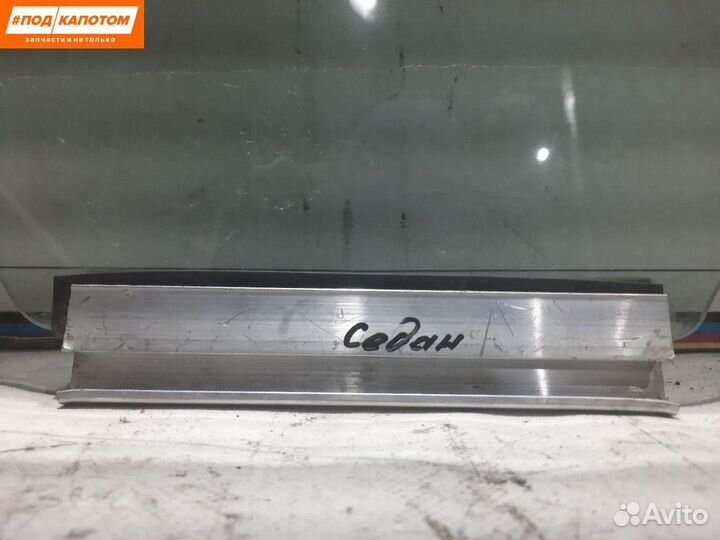 #ПОД КАПОТОМ
запчасти и не только
Седан
Avito